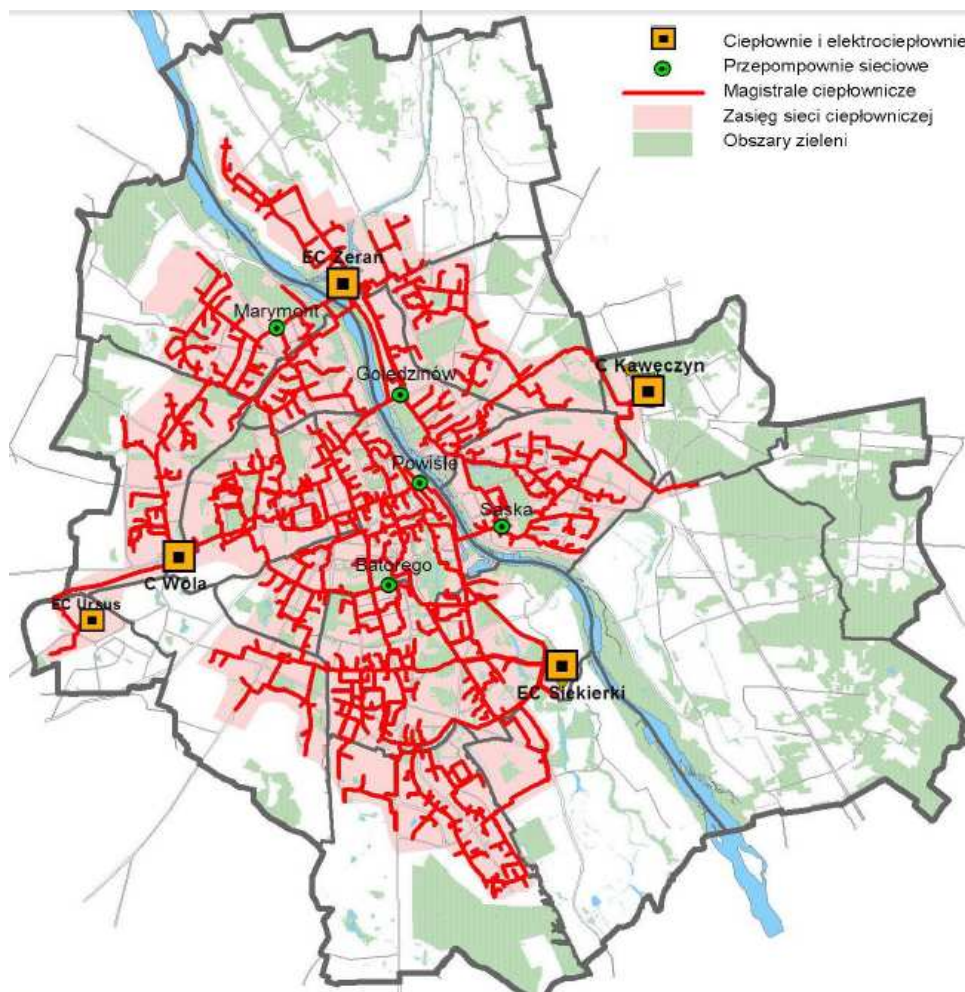 Ciepłownie i elektrociepłownie
Przepompownie sieciowe
Magistrale ciepłownicze
Zasięg sieci ciepłowniczej
Obszary zieleni
EC Żerań
Marymont
C Kawęczyn
Golędzinów
Powiśle
Saska
Batorego
C Wola
EC Ursus
EC Siekierki